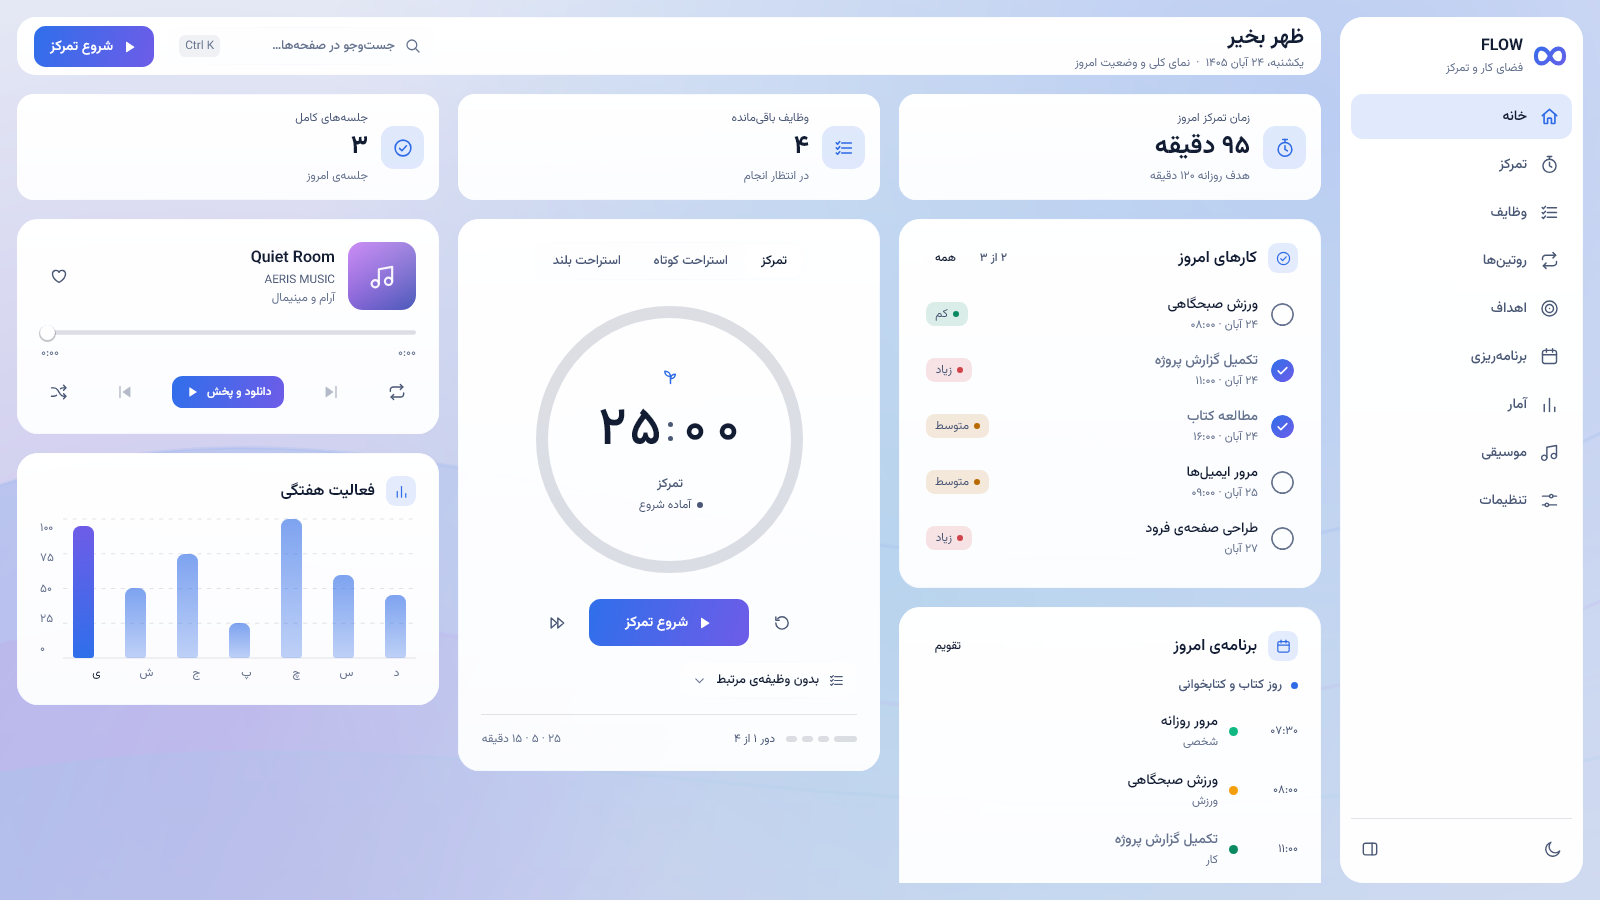 FLOW
فضای کار و تمرکز
خانه
تمرکز
وظایف
روتین‌ها
اهداف
برنامه‌ریزی
آمار
موسیقی
تنظیمات
ظهر بخیر
یکشنبه، ۲۴ آبان ۱۴۰۵ · نمای کلی و وضعیت امروز
جست‌وجو در صفحه‌ها...
Ctrl K
شروع تمرکز
زمان تمرکز امروز
۹۵ دقیقه
هدف روزانه ۱۲۰ دقیقه
وظایف باقی‌مانده
۴
در انتظار انجام
جلسه‌های کامل
۳
جلسه‌ی امروز
کارهای امروز
۲ از ۳
همه
ورزش صبحگاهی
۲۴ آبان · ۰۸:۰۰
کم
تکمیل گزارش پروژه
۲۴ آبان · ۱۱:۰۰
زیاد
مطالعه کتاب
۲۴ آبان · ۱۶:۰۰
متوسط
مرور ایمیل‌ها
۲۵ آبان · ۰۹:۰۰
متوسط
طراحی صفحه‌ی فرود
۲۷ آبان
زیاد
برنامه‌ی امروز
تقویم
روز کتاب و کتابخوانی
۰۷:۳۰
مرور روزانه
شخصی
۰۸:۰۰
ورزش صبحگاهی
ورزش
۱۱:۰۰
تکمیل گزارش پروژه
کار
تمرکز
استراحت کوتاه
استراحت بلند
۲۵:۰۰
تمرکز
آماده شروع
شروع تمرکز
بدون وظیفه‌ی مرتبط
دور ۱ از ۴
۲۵ · ۵ · ۱۵ دقیقه
Quiet Room
AERIS MUSIC
آرام و مینیمال
۰:۰۰
۰:۰۰
دانلود و پخش
فعالیت هفتگی
۱۰۰
۷۵
۵۰
۲۵
۰
د
س
چ
پ
ج
ش
ی